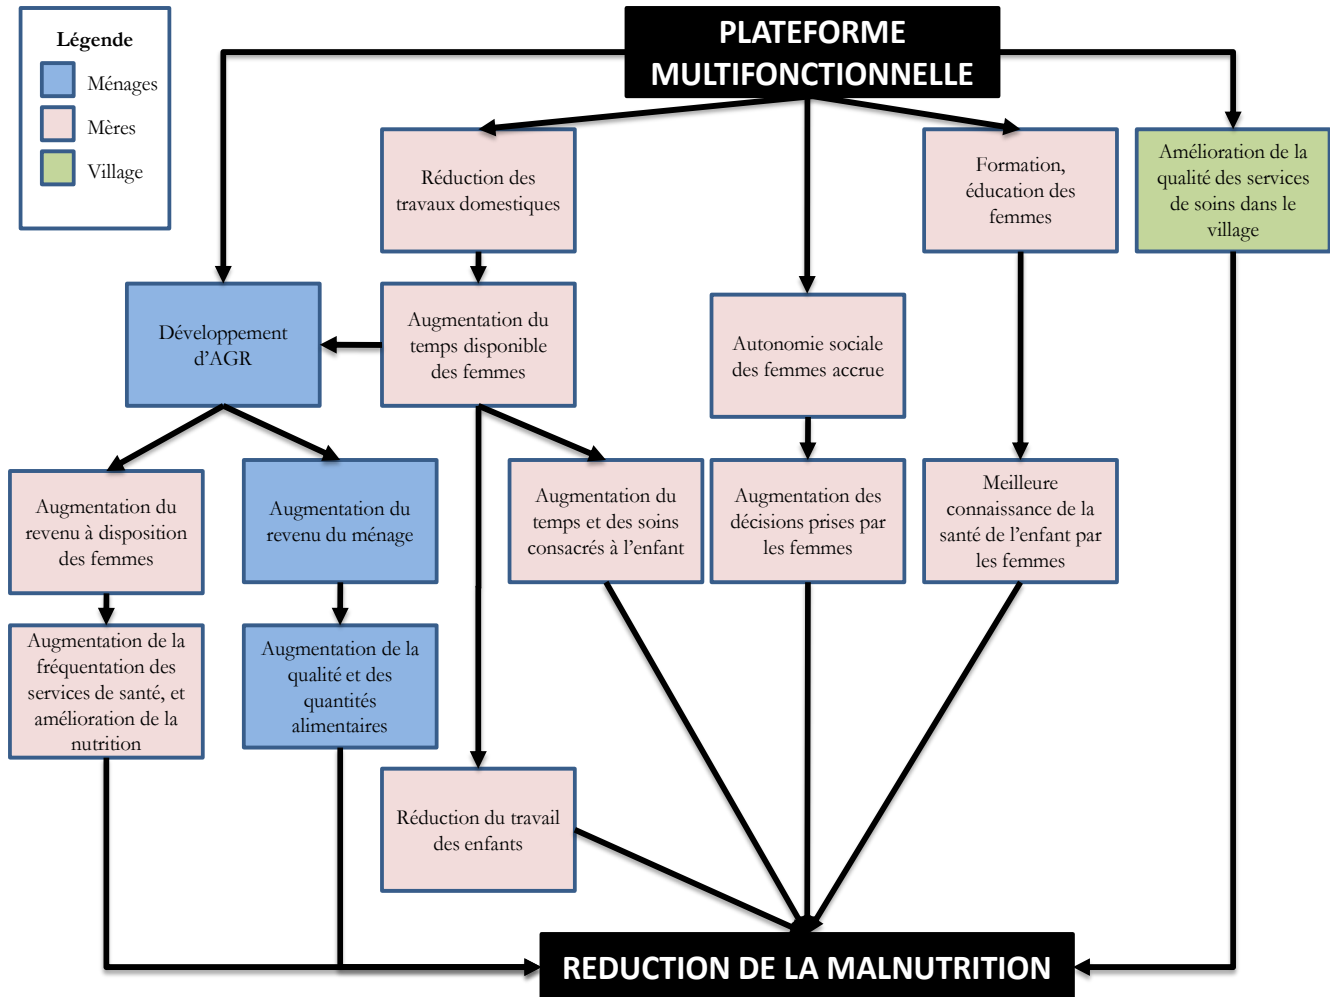 Légende
Ménages
Mères
Village
PLATEFORME
MULTIFONCTIONNELLE
Réduction des
travaux domestiques
Formation,
éducation des
femmes
Amélioration de la
qualité des services
de soins dans le
village
Développement
d’AGR
Augmentation du
temps disponible
des femmes
Autonomie sociale
des femmes accrue
Augmentation du
revenu à disposition
des femmes
Augmentation du
revenu du ménage
Augmentation du
temps et des soins
consacrés à l’enfant
Augmentation des
décisions prises par
les femmes
Meilleure
connaissance de la
santé de l’enfant par
les femmes
Augmentation de la
fréquentation des
services de santé, et
amélioration de la
nutrition
Augmentation de la
qualité et des
quantités
alimentaires
Réduction du travail
des enfants
REDUCTION DE LA MALNUTRITION